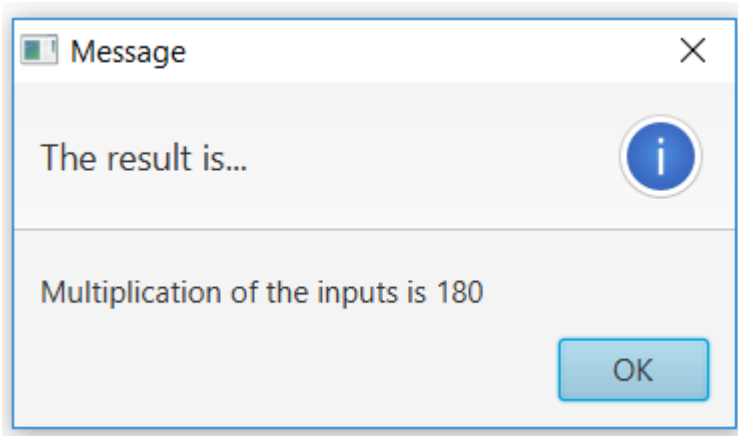 Message
The result is...
i
Multiplication of the inputs is 180
OK